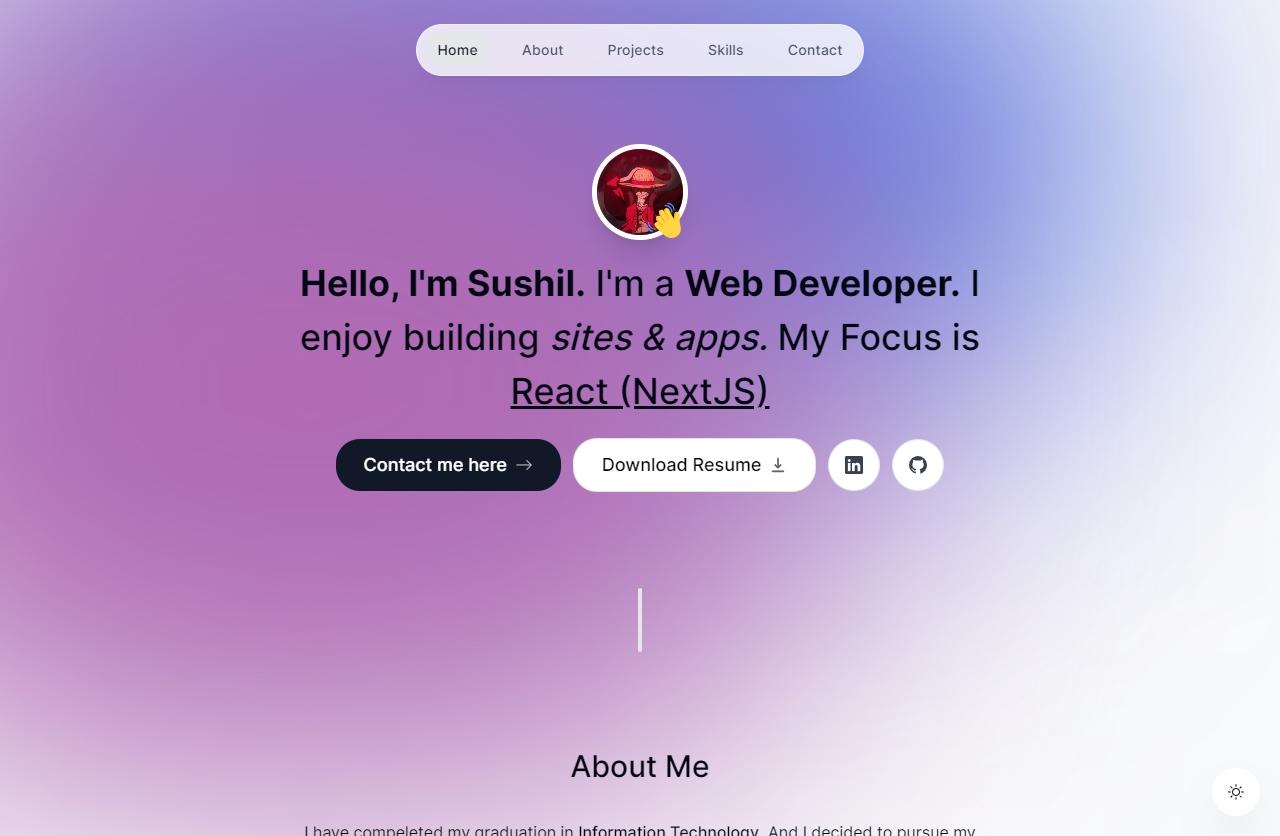 Home About Projects Skills Contact
Hello, I'm Sushil. I'm a Web Developer. I
enjoy building sites & apps. My Focus is
React (NextJS)
Contact me here Download Resume in
About Me
I have compeleted my graduation in Information Technology. And I decided to pursue my